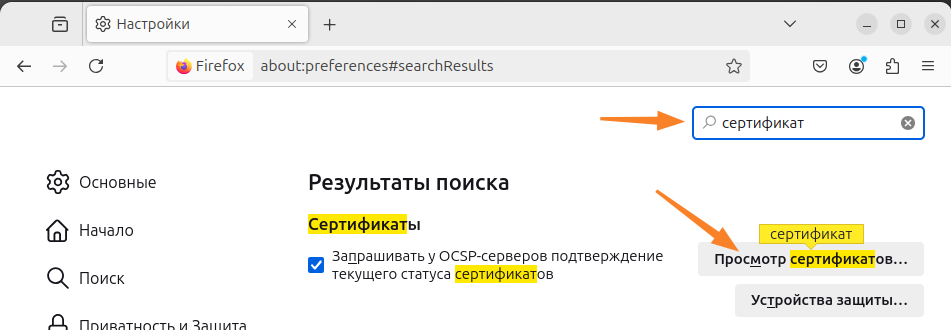 Настройки
Firefox about:preferences#searchResults
сертификат
Основные
Начало
Поиск
Приватность и Защита
Результаты поиска
Сертификаты
Запрашивать у OCSP-серверов подтверждение
текущего статуса сертификатов
сертификат
Просмотр сертификатов...
Устройства защиты...